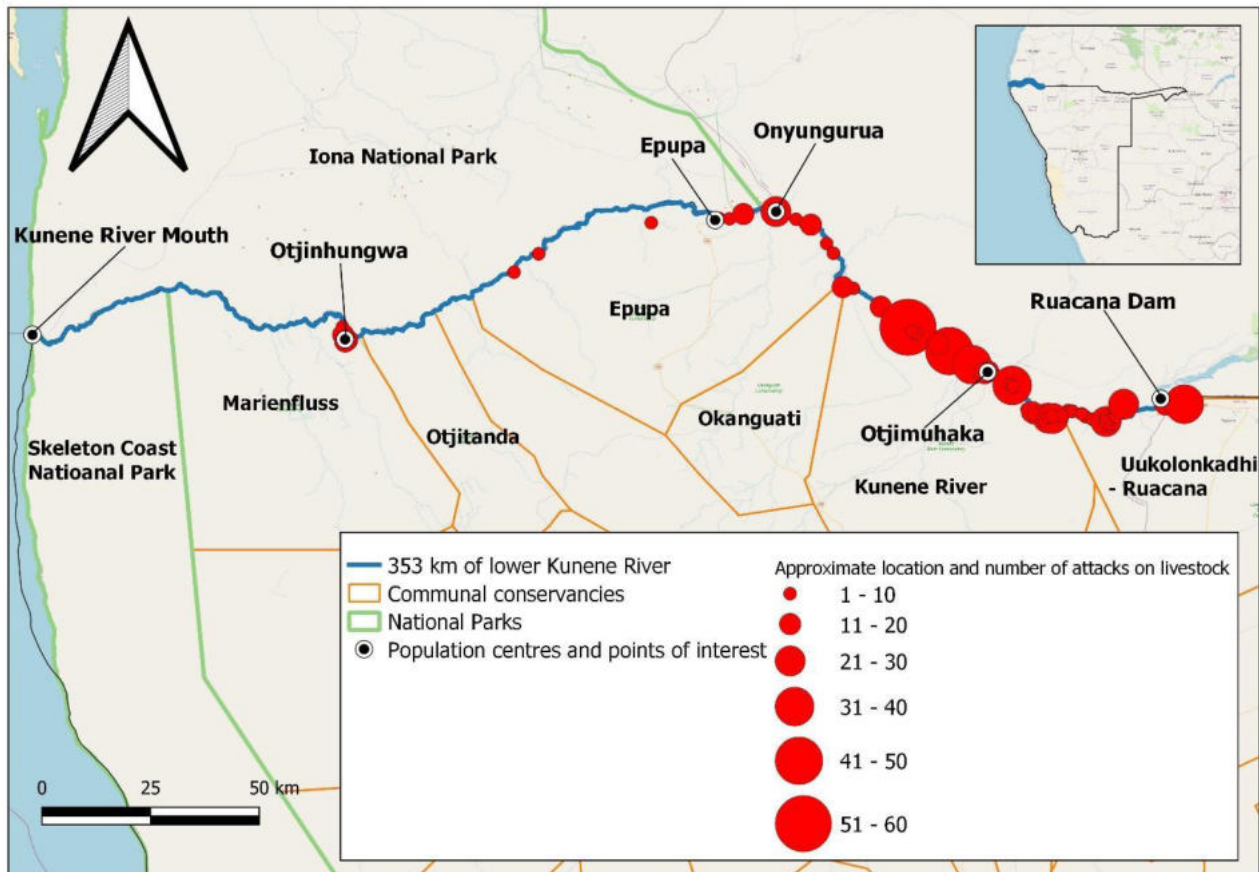 Iona National Park
Epupa
Onyungurua
Kunene River Mouth
Otjinhungwa
Ruacana Dam
Epupa
Marienfluss
Otjitanda
Okanguati
Otjimuhaka
Skeleton Coast
Natioanal Park
Kunene River
Uukolonkadhi
- Ruacana
353 km of lower Kunene River
Communal conservancies
National Parks
Population centres and points of interest
Approximate location and number of attacks on livestock
1 - 10
11 - 20
21 - 30
31 - 40
41 - 50
51 - 60
0 25 50 km